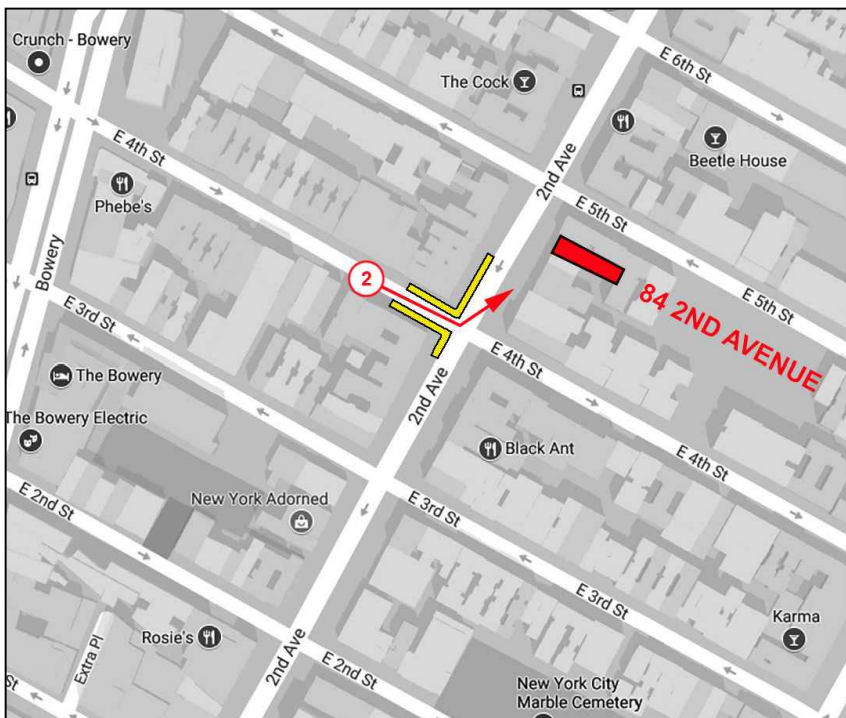 Crunch - Bowery
The Cock
E 6th St
E 4th St
2nd Ave
Beetle House
Phebe's
E 5th St
Bowery
2
84 2ND AVENUE
E 3rd St
E 5th St
The Bowery
2nd Ave
E 4th St
The Bowery Electric
Black Ant
E 4th St
E 2nd St
New York Adorned
E 3rd St
Rosie's
E 3rd St
Karma
Extra Pl
2nd Ave
E 2nd St
St
New York City
Marble Cemetery